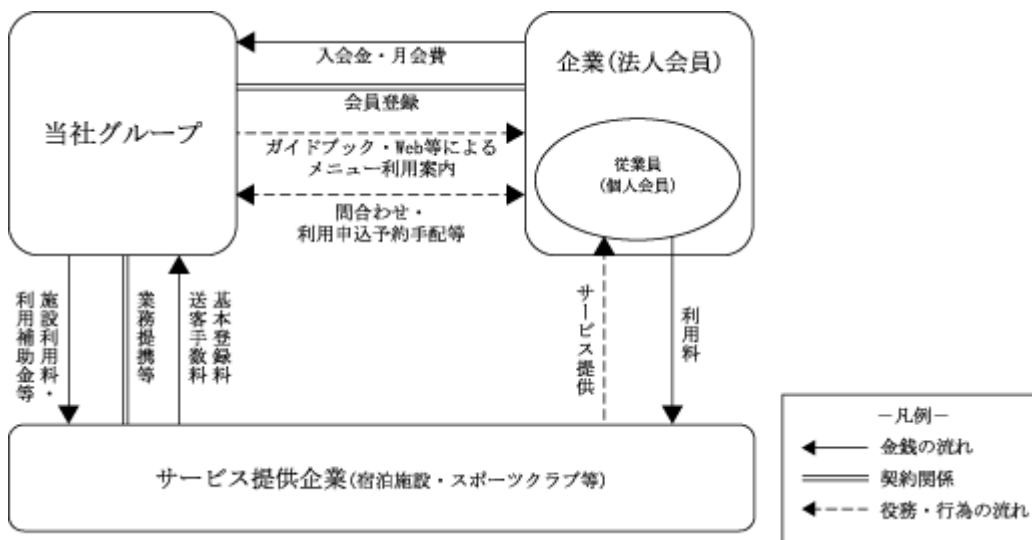 入会金・月会費
企業(法人会員)
会員登録
当社グループ
ガイドブック・Web等による
メニュー利用案内
従業員
(個人会員)
問合わせ・
利用申込予約手配等
施設利用料・
利用補助金等
業務提携等
基本登録料
送客手数料
サービス提供
利用料
サービス提供企業(宿泊施設・スポーツクラブ等)
－凡例－
金銭の流れ
契約関係
役務・行為の流れ